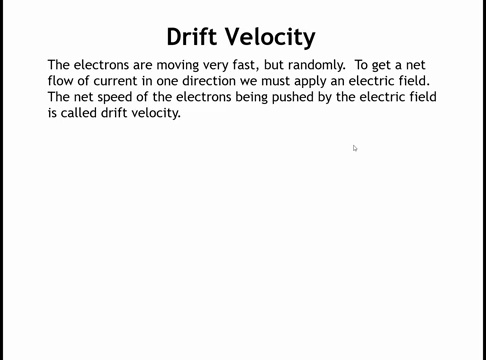 Drift Velocity
The electrons are moving very fast, but randomly. To get a net
flow of current in one direction we must apply an electric field.
The net speed of the electrons being pushed by the electric field
is called drift velocity.